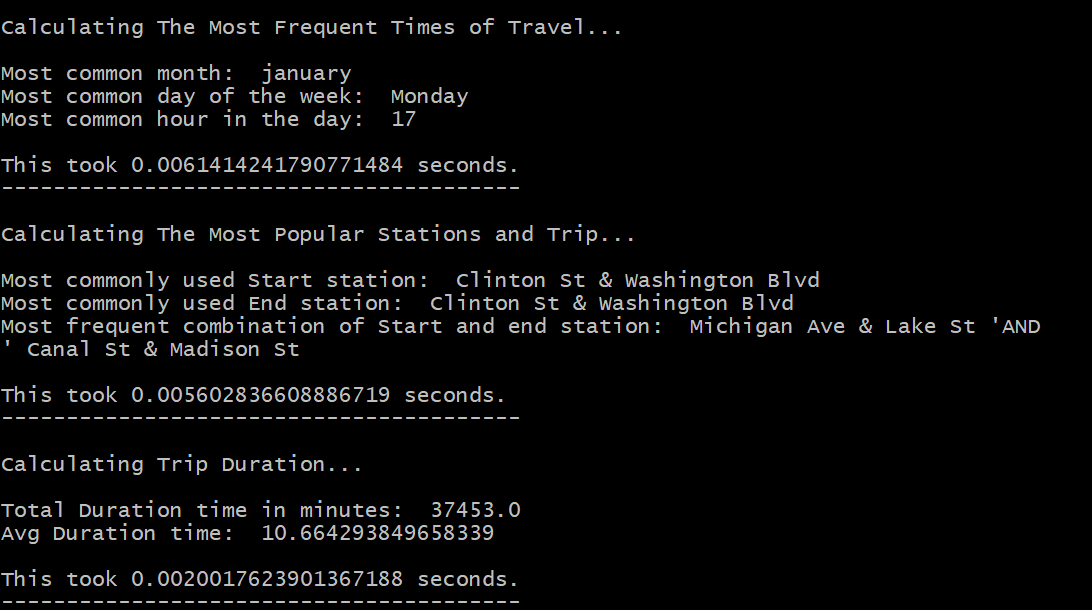 Calculating The Most Frequent Times of Travel...
Most common month:  january
Most common day of the week:  Monday
Most common hour in the day:  17
This took 0.0061414241790771484 seconds.
----------------------------------------
Calculating The Most Popular Stations and Trip...
Most commonly used Start station:  Clinton St & Washington Blvd
Most commonly used End station:  Clinton St & Washington Blvd
Most frequent combination of Start and end station:  Michigan Ave & Lake St 'AND
' Canal St & Madison St
This took 0.005602836608886719 seconds.
----------------------------------------
Calculating Trip Duration...
Total Duration time in minutes:  37453.0
Avg Duration time:  10.664293849658339
This took 0.0020017623901367188 seconds.
----------------------------------------